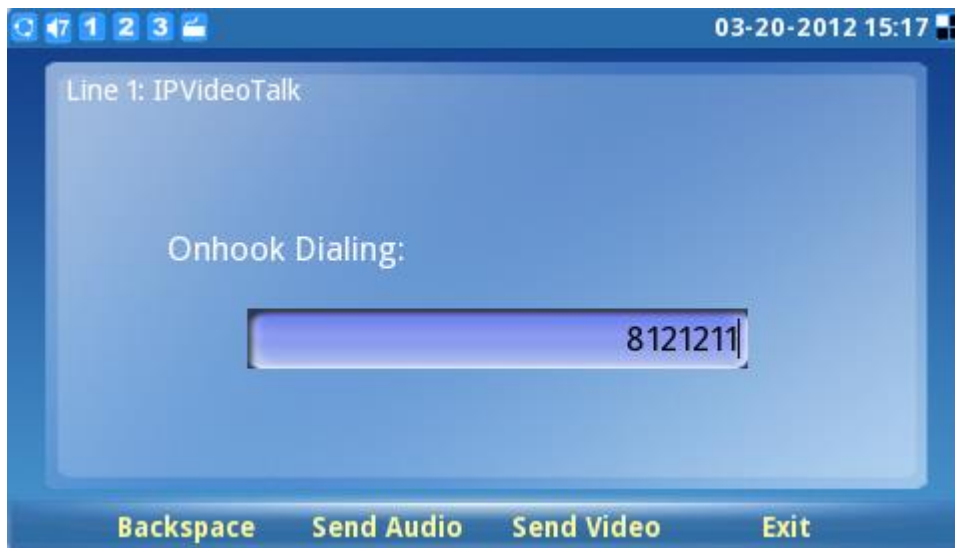 7 1 2 3 03-20-2012 15:17
Line 1: IPVideoTalk
Onhook Dialing:
8121211
Backspace Send Audio Send Video Exit